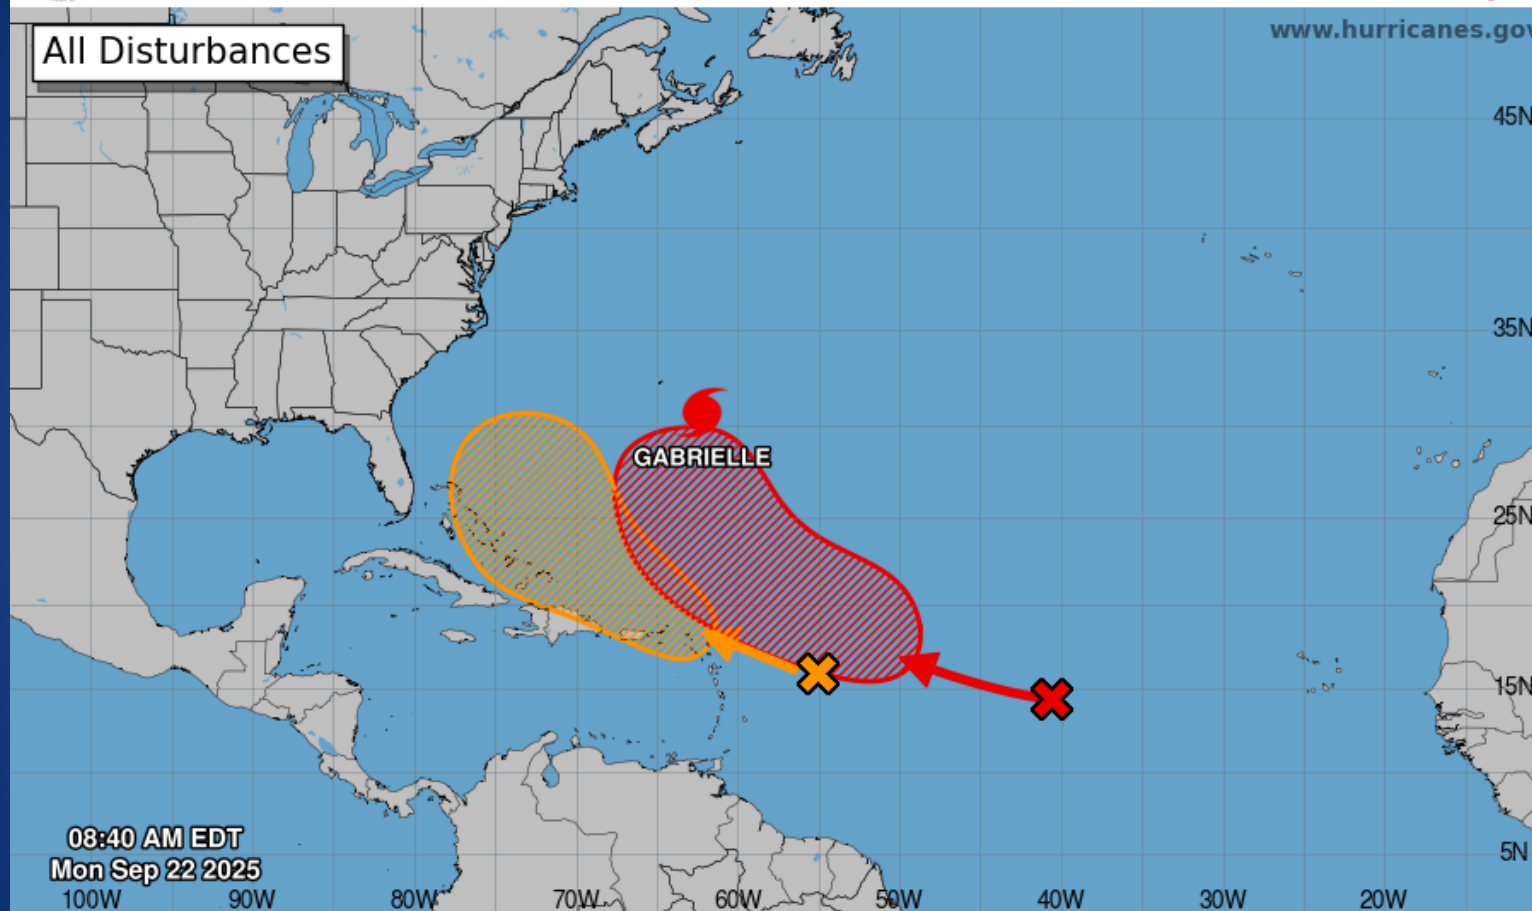 All Disturbances
www.hurricanes.gov
45N
35N
GABRIELLE
25N
15N
08:40 AM EDT
Mon Sep 22 2025
5N
100W 90W 80W 70W 60W 50W 40W 30W 20W